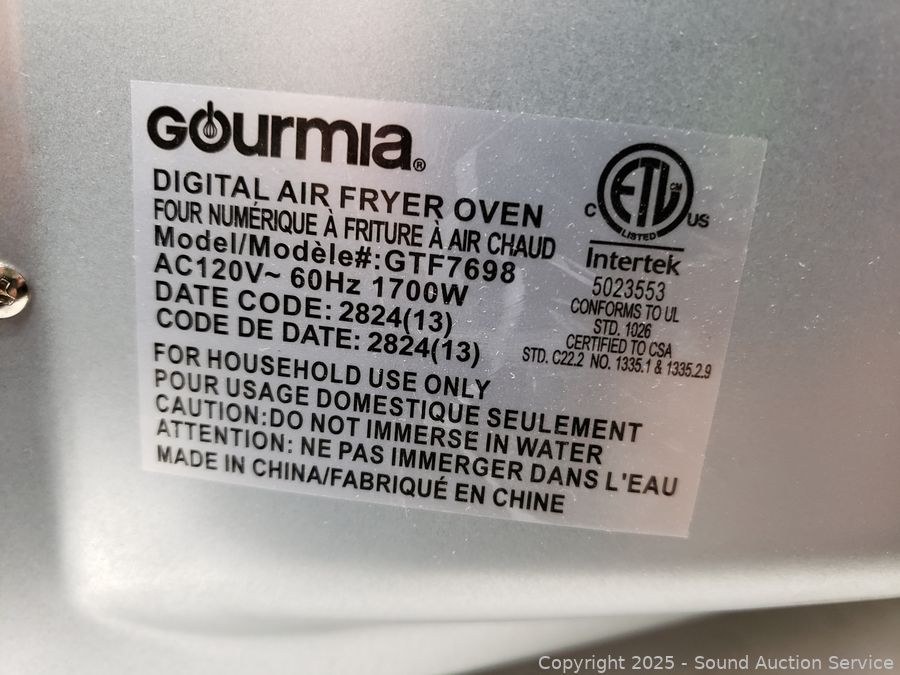 GOURMIA®
DIGITAL AIR FRYER OVEN
FOUR NUMÉRIQUE À FRITURE À AIR CHAUD
Model/Modèle#:GTF7698
AC120V~ 60Hz 1700W
DATE CODE: 2824(13)
CODE DE DATE: 2824(13)
FOR HOUSEHOLD USE ONLY
POUR USAGE DOMESTIQUE SEULEMENT
CAUTION:DO NOT IMMERSE IN WATER
ATTENTION: NE PAS IMMERGER DANS L'EAU
MADE IN CHINA/FABRIQUÉ EN CHINE
C ETL CM US
LISTED
Intertek
5023553
CONFORMS TO UL
STD. 1026
CERTIFIED TO CSA
STD. C22.2 NO. 1335.1 & 1335.2.9
Copyright 2025 - Sound Auction Service